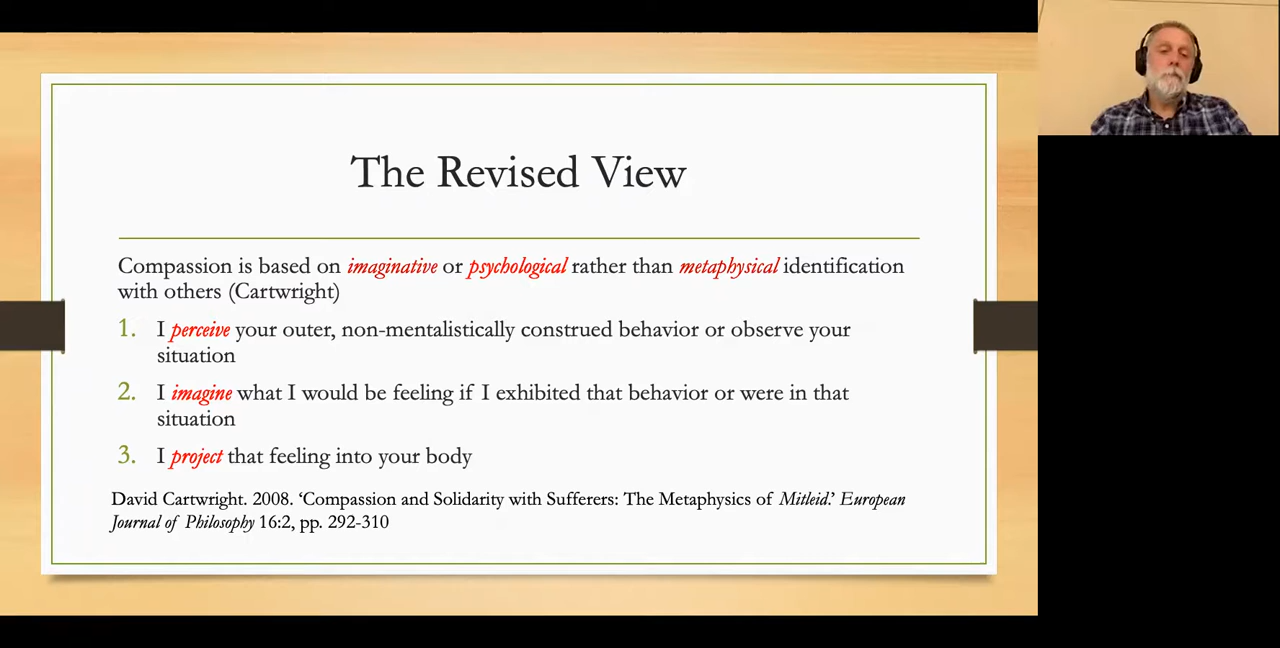 The Revised View
Compassion is based on imaginative or psychological rather than metaphysical identification
with others (Cartwright)
1. I perceive your outer, non-mentalistically construed behavior or observe your
situation
2. I imagine what I would be feeling if I exhibited that behavior or were in that
situation
3. I project that feeling into your body
David Cartwright. 2008. ‘Compassion and Solidarity with Sufferers: The Metaphysics of Mitleid.’ European
Journal of Philosophy 16:2, pp. 292-310